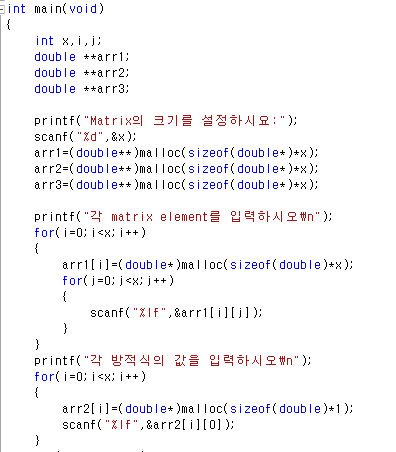 int main(void)
{
int x,i,j;
double **arr1;
double **arr2;
double **arr3;
printf("Matrix의 크기를 설정하시요:");
scanf("%d",&x);
arr1=(double**)malloc(sizeof(double*)*x);
arr2=(double**)malloc(sizeof(double*)*x);
arr3=(double**)malloc(sizeof(double*)*x);
printf("각 matrix element를 입력하시오₩n");
for(i=0;i<x;i++)
{
arr1[i]=(double*)malloc(sizeof(double)*x);
for(j=0;j<x;j++)
{
scanf("%lf",&arr1[i][j]);
}
}
printf("각 방적식의 값을 입력하시오₩n");
for(i=0;i<x;i++)
{
arr2[i]=(double*)malloc(sizeof(double)*1);
scanf("%lf",&arr2[i][0]);
}